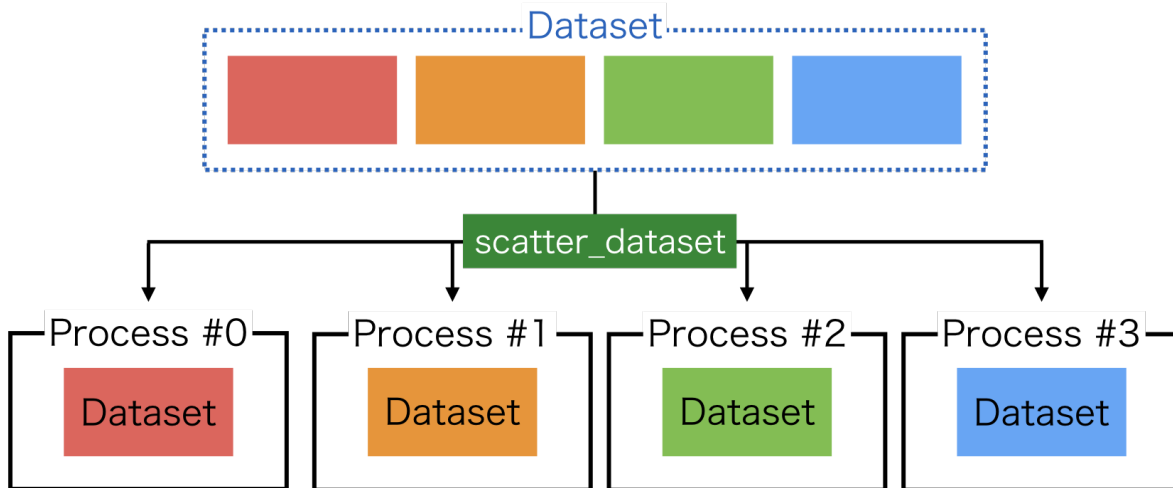 Dataset
scatter_dataset
Process #0
Process #1
Process #2
Process #3
Dataset
Dataset
Dataset
Dataset